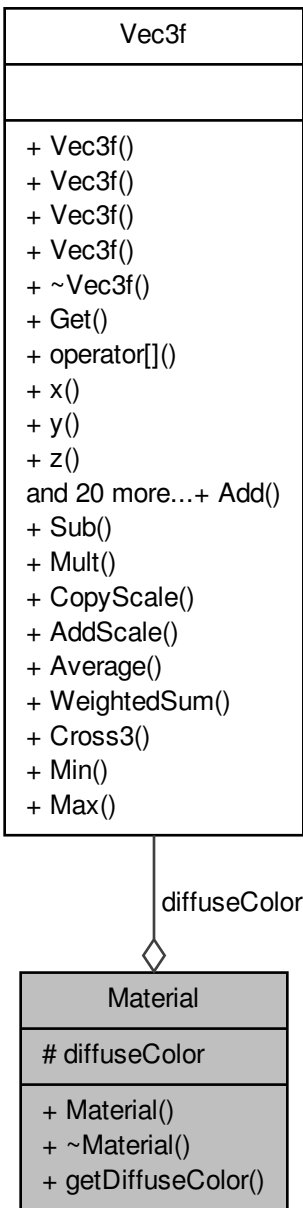 Vec3f
+ Vec3f()
+ Vec3f()
+ Vec3f()
+ Vec3f()
+ ~Vec3f()
+ Get()
+ operator[]()
+ x()
+ y()
+ z()
and 20 more...+ Add()
+ Sub()
+ Mult()
+ CopyScale()
+ AddScale()
+ Average()
+ WeightedSum()
+ Cross3()
+ Min()
+ Max()
diffuseColor
Material
# diffuseColor
+ Material()
+ ~Material()
+ getDiffuseColor()